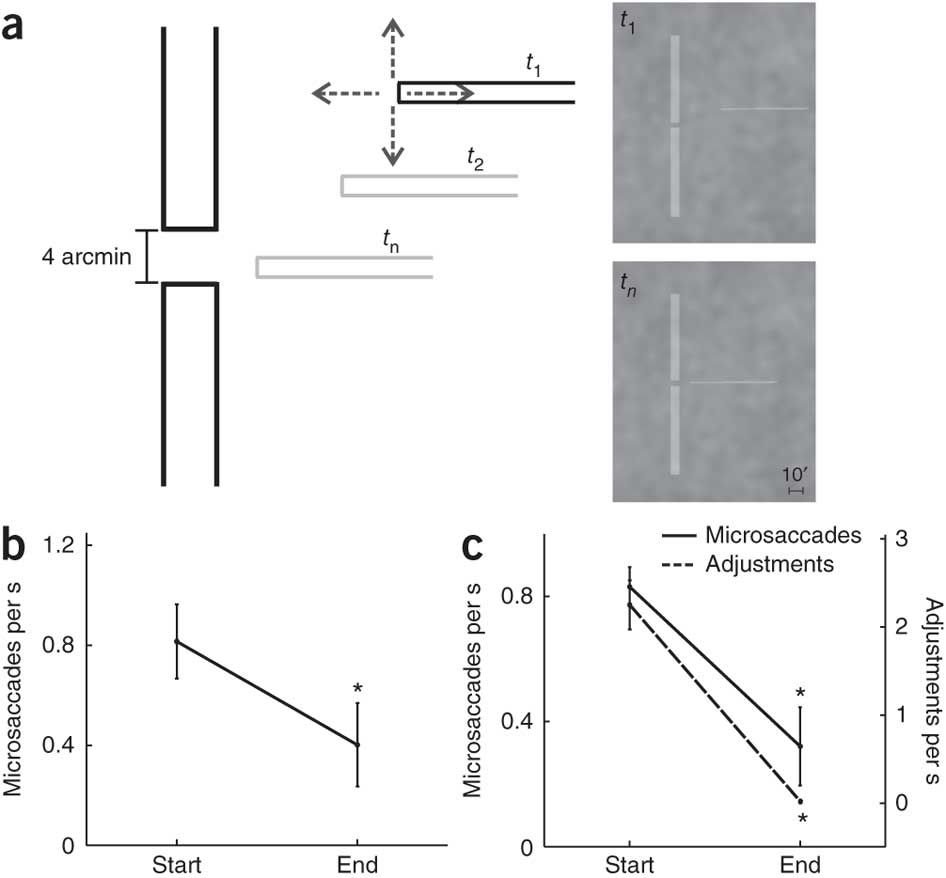 a
t1
t2
tn
4 arcmin
t1
tn
10′
b
Microsaccades per s
1.2
0.8
0.4
0
*
Start
End
c
Microsaccades
Adjustments
Microsaccades per s
0.8
0.4
0
*
*
Start
End
3
2
1
0
Adjustments per s